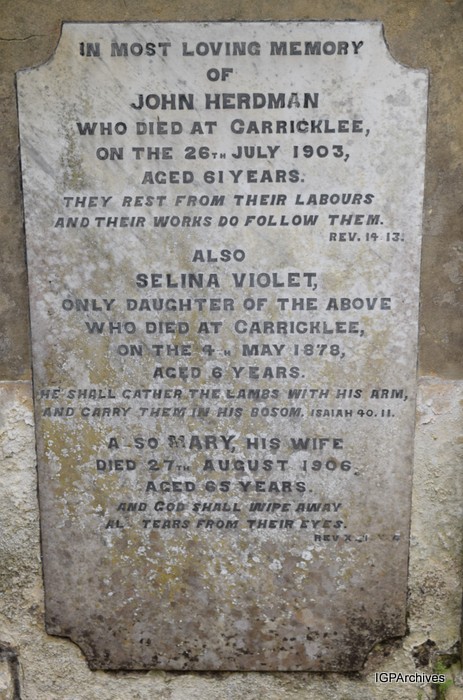 IN MOST LOVING MEMORY
OF
JOHN HERDMAN
WHO DIED AT CARRICKLEE,
ON THE 26TH JULY 1903,
AGED 61 YEARS.
THEY REST FROM THEIR LABOURS
AND THEIR WORKS DO FOLLOW THEM.
REV. 14 13.
ALSO
SELINA VIOLET,
ONLY DAUGHTER OF THE ABOVE
WHO DIED AT CARRICKLEE,
ON THE 4TH MAY 1878,
AGED 6 YEARS.
HE SHALL GATHER THE LAMBS WITH HIS ARM,
AND CARRY THEM IN HIS BOSOM. ISAIAH 40. 11.
ALSO MARY, HIS WIFE
DIED 27TH AUGUST 1906.
AGED 65 YEARS.
AND GOD SHALL WIPE AWAY
ALL TEARS FROM THEIR EYES.
REV
IGPArchives